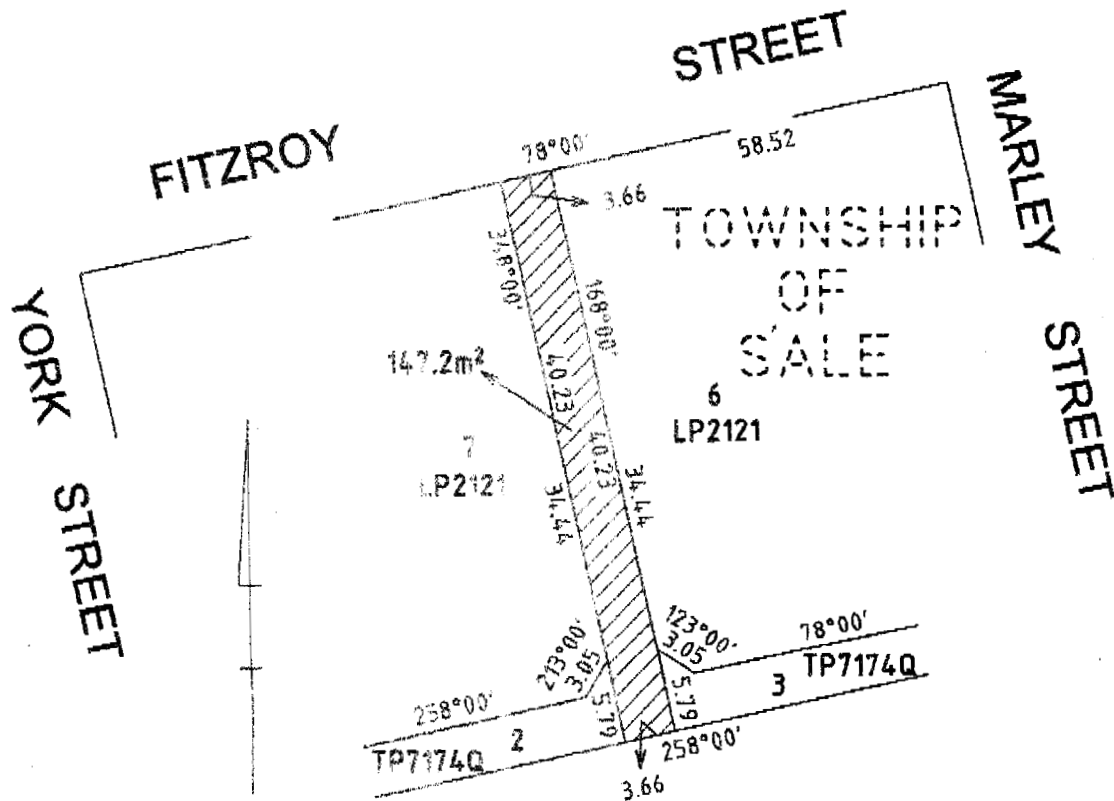 FITZROY STREET
MARLEY STREET
YORK STREET
TOWNSHIP
OF
SALE
78°00'
58.52
3.66
348°00'
168°00'
147.2m²
40.23
40.23
34.44
34.44
6
LP2121
7
LP2121
213°00'
3.05
123°00'
3.05
78°00'
5.79
5.79
3
TP7174Q
258°00'
2
TP7174Q
258°00'
3.66